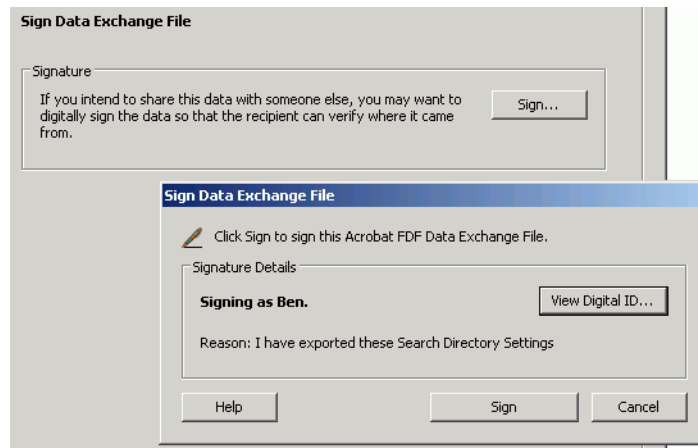 Sign Data Exchange File
Signature
If you intend to share this data with someone else, you may want to
digitally sign the data so that the recipient can verify where it came
from.
Sign...
Sign Data Exchange File
Click Sign to sign this Acrobat FDF Data Exchange File.
Signature Details
Signing as Ben.
View Digital ID...
Reason: I have exported these Search Directory Settings
Help
Sign
Cancel